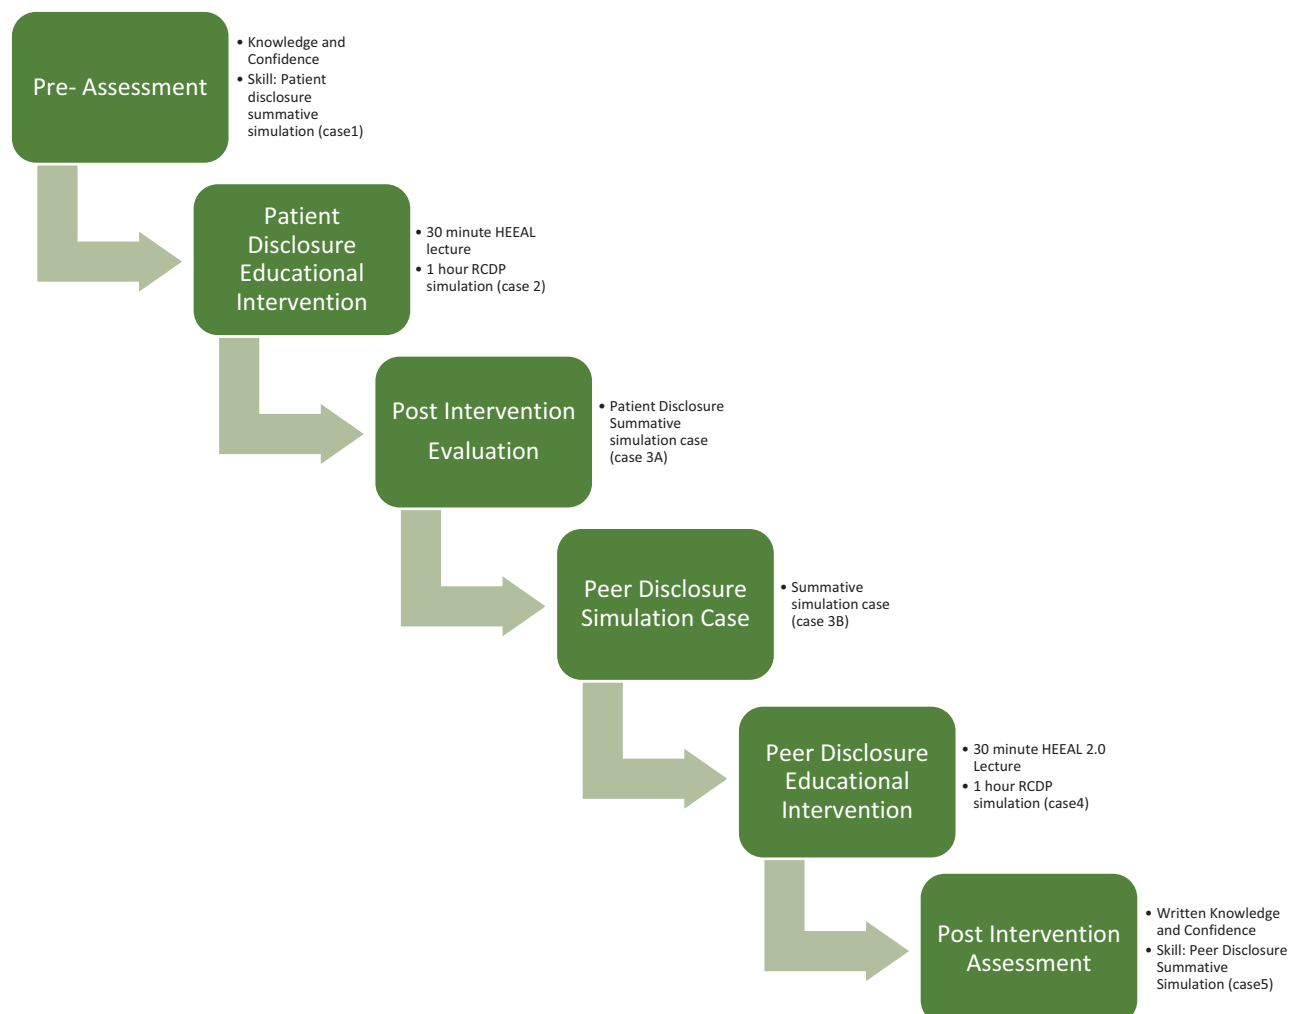 Pre- Assessment
• Knowledge and
Confidence
• Skill: Patient
disclosure
summative
simulation (case1)
Patient
Disclosure
Educational
Intervention
• 30 minute HEEAL
lecture
• 1 hour RCDP
simulation (case 2)
Post Intervention
Evaluation
• Patient Disclosure
Summative
simulation case
(case 3A)
Peer Disclosure
Simulation Case
• Summative
simulation case
(case 3B)
Peer Disclosure
Educational
Intervention
• 30 minute HEEAL 2.0
Lecture
• 1 hour RCDP
simulation (case4)
Post Intervention
Assessment
• Written Knowledge
and Confidence
• Skill: Peer Disclosure
Summative
Simulation (case5)